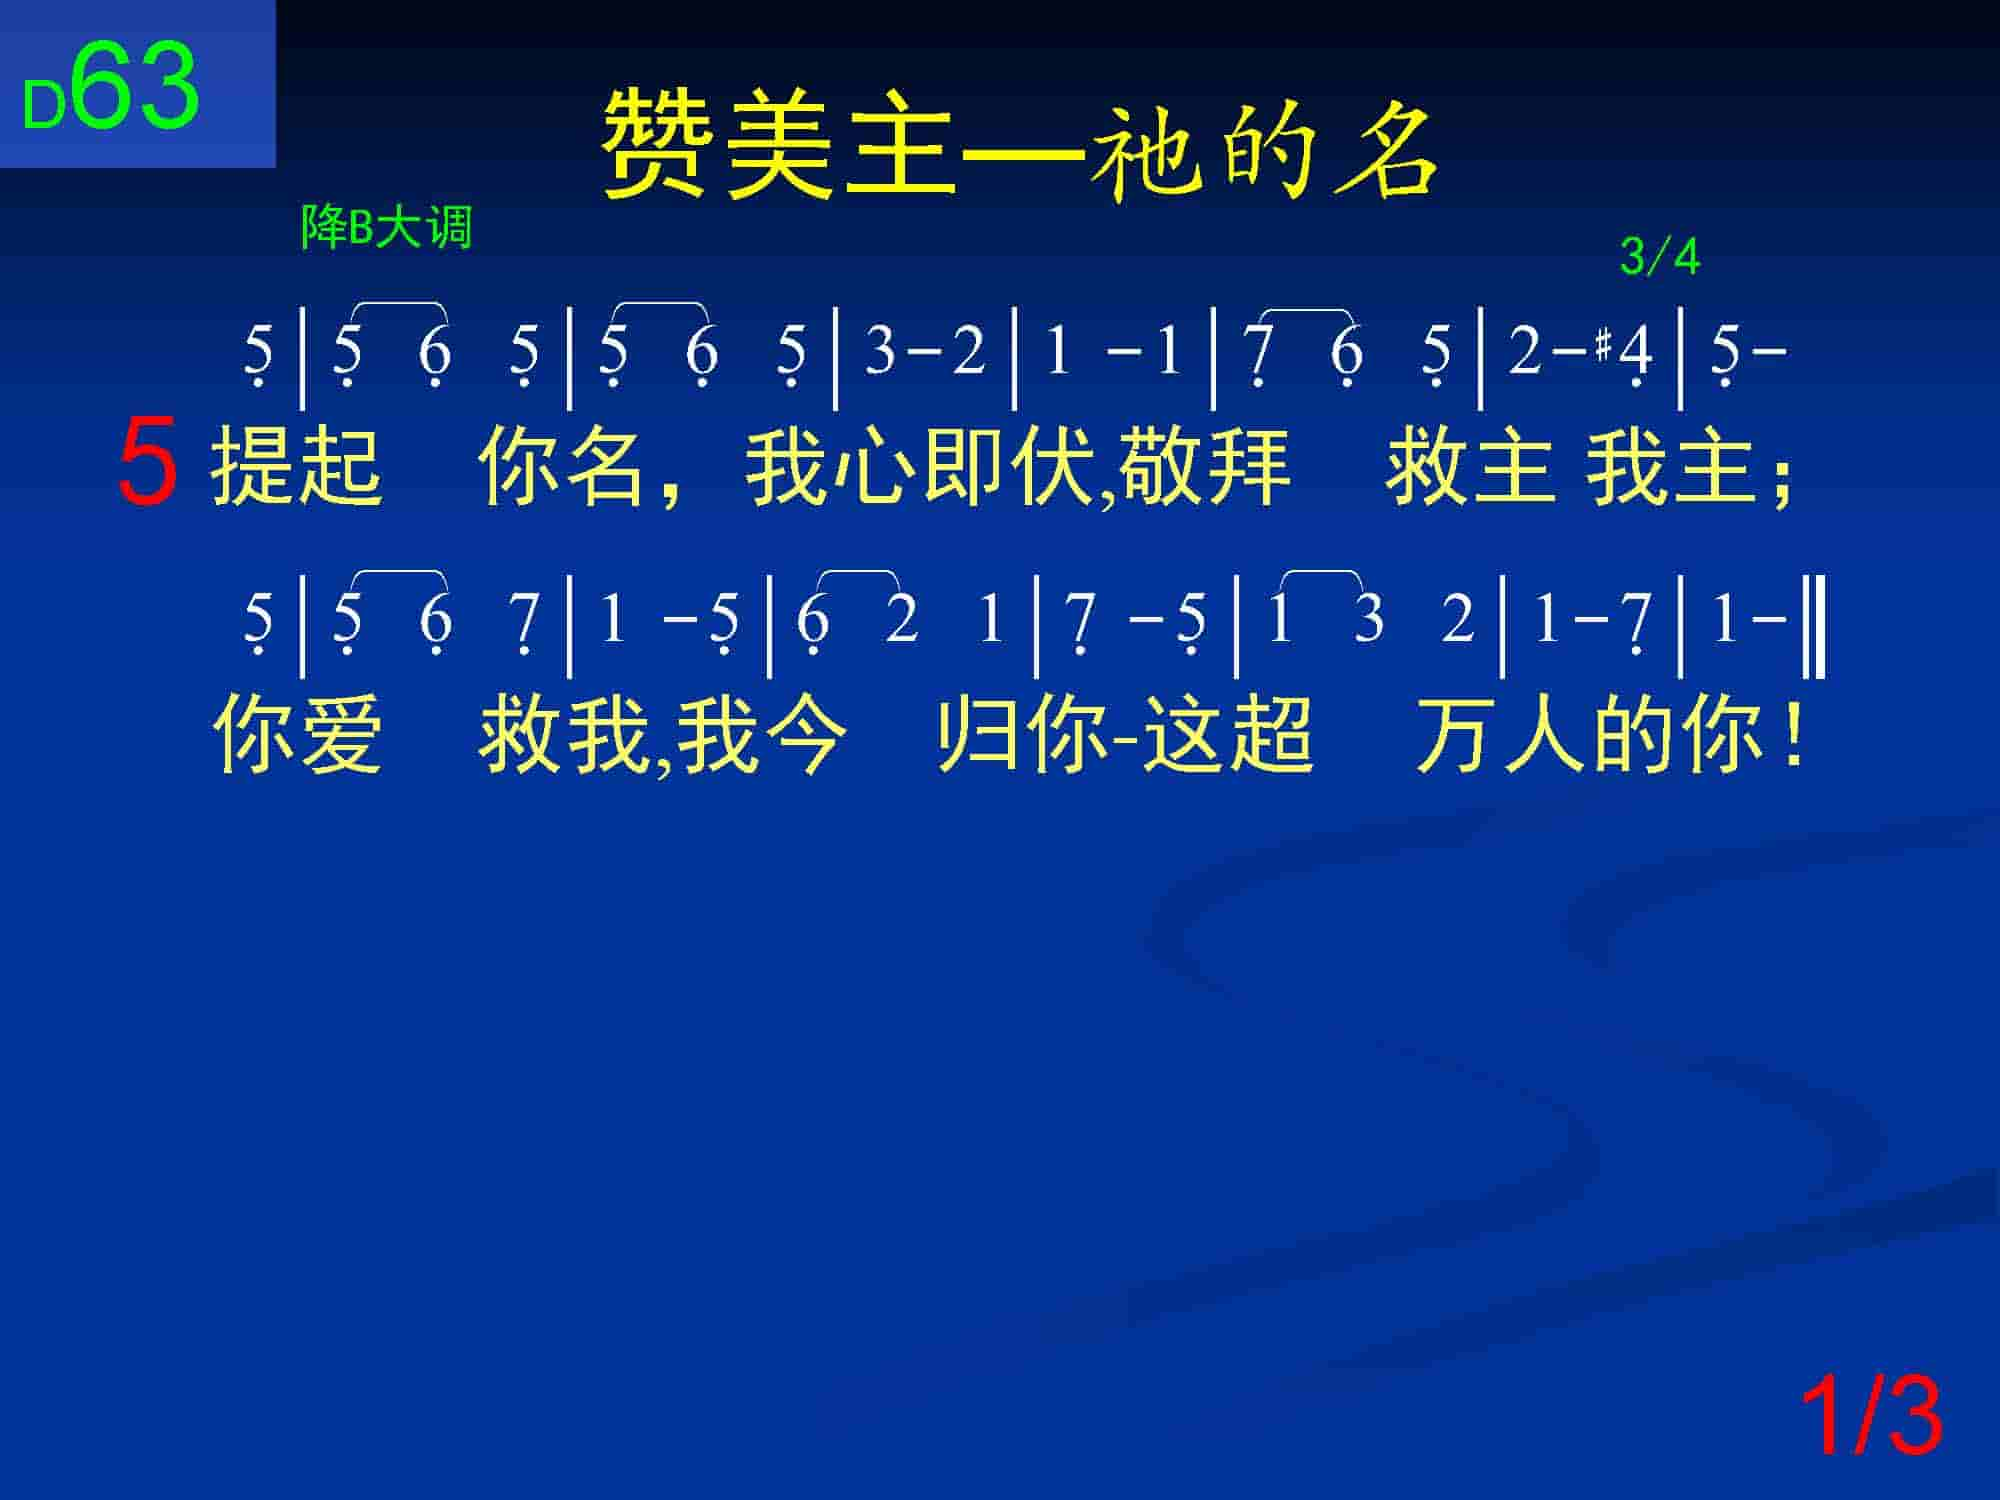 D63
赞美主—祂的名
降B大调
3/4
5̣ | 5̣ 6̣ 5̣ | 5̣ 6̣ 5̣ | 3-2 | 1 -1 | 7̣ 6̣ 5̣ | 2-#4̣ | 5̣-
5 提起 你名，我心即伏,敬拜 救主 我主；
5̣ | 5̣ 6̣ 7̣ | 1 -5̣ | 6̣ 2 1 | 7̣ -5̣ | 1 3 2 | 1-7̣ | 1- ‖
你爱 救我,我今 归你-这超 万人的你！
1/3